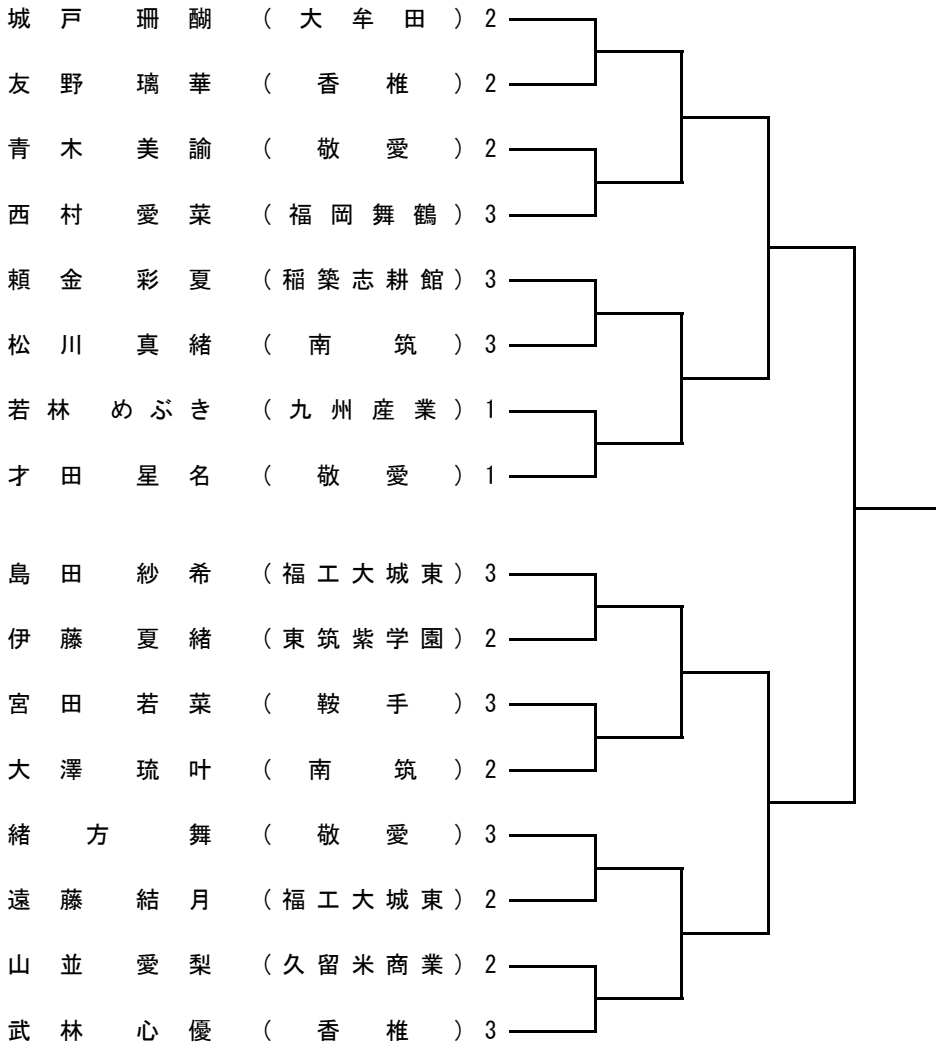 城戸 珊醐 (大牟田) 2
友野 璃華 (香椎) 2
青木 美諭 (敬愛) 2
西村 愛菜 (福岡舞鶴) 3
頼金 彩夏 (稲築志耕館) 3
松川 真緒 (南筑) 3
若林 めぶき (九州産業) 1
才田 星名 (敬愛) 1
島田 紗希 (福工大城東) 3
伊藤 夏緒 (東筑紫学園) 2
宮田 若菜 (鞍手) 3
大澤 琉叶 (南筑) 2
緒方 舞 (敬愛) 3
遠藤 結月 (福工大城東) 2
山並 愛梨 (久留米商業) 2
武林 心優 (香椎) 3